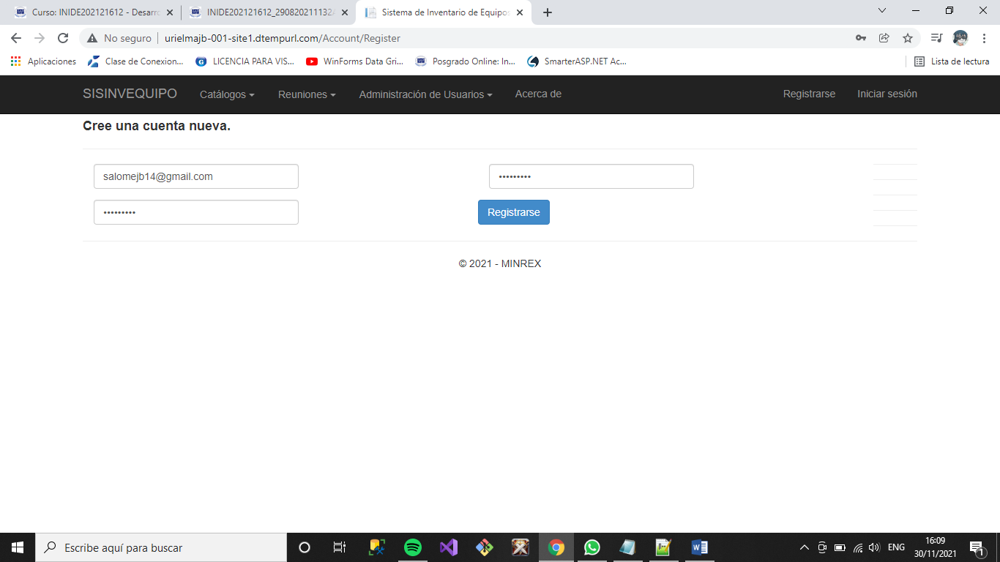 Curso: INIDE202121612 - Desarro
INIDE202121612_290820211132
Sistema de Inventario de Equipos
No seguro
urielmajb-001-site1.dtempurl.com/Account/Register
Aplicaciones
Clase de Conexion...
LICENCIA PARA VIS...
WinForms Data Gri...
Posgrado Online: In...
SmarterASP.NET Ac...
Lista de lectura
SISINVEQUIPO
Catálogos
Reuniones
Administración de Usuarios
Acerca de
Registrarse
Iniciar sesión
Cree una cuenta nueva.
salomejb14@gmail.com
•••••••••
•••••••••
Registrarse
© 2021 - MINREX
Escribe aquí para buscar
ENG
16:09
30/11/2021
1